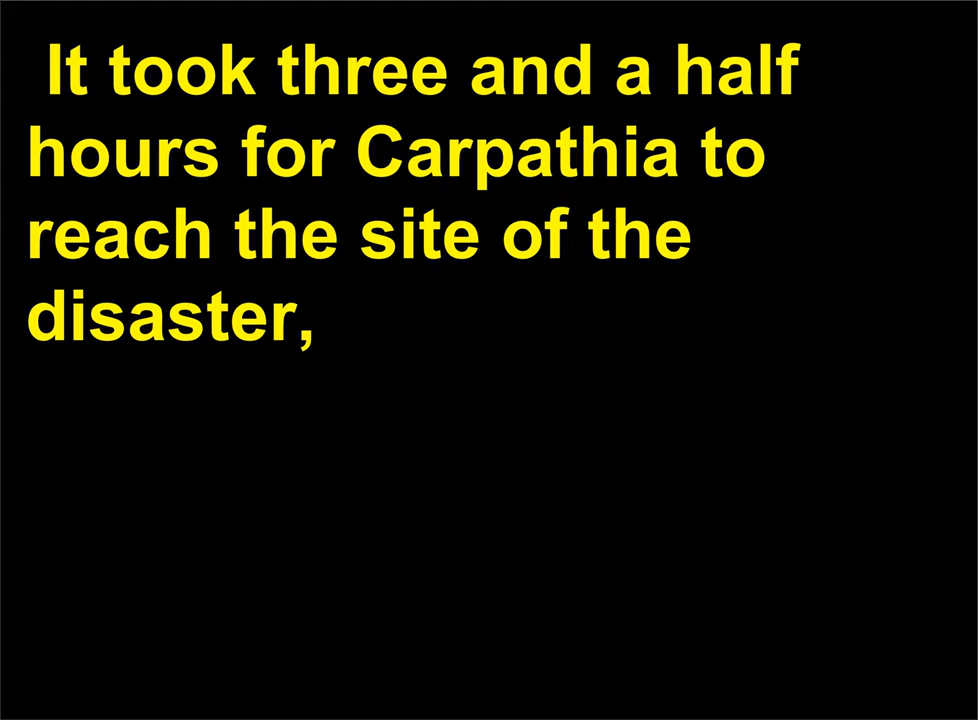 It took three and a half
hours for Carpathia to
reach the site of the
disaster,